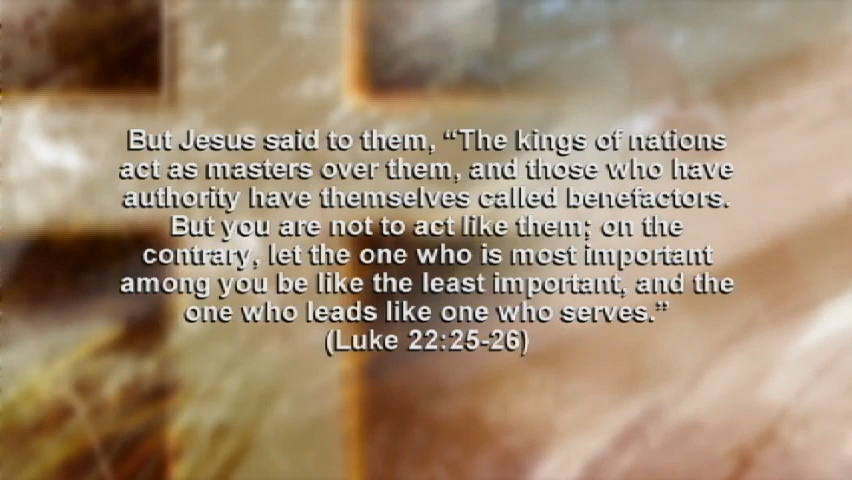 But Jesus said to them, “The kings of nations
act as masters over them, and those who have
authority have themselves called benefactors.
But you are not to act like them; on the
contrary, let the one who is most important
among you be like the least important, and the
one who leads like one who serves.”
(Luke 22:25-26)